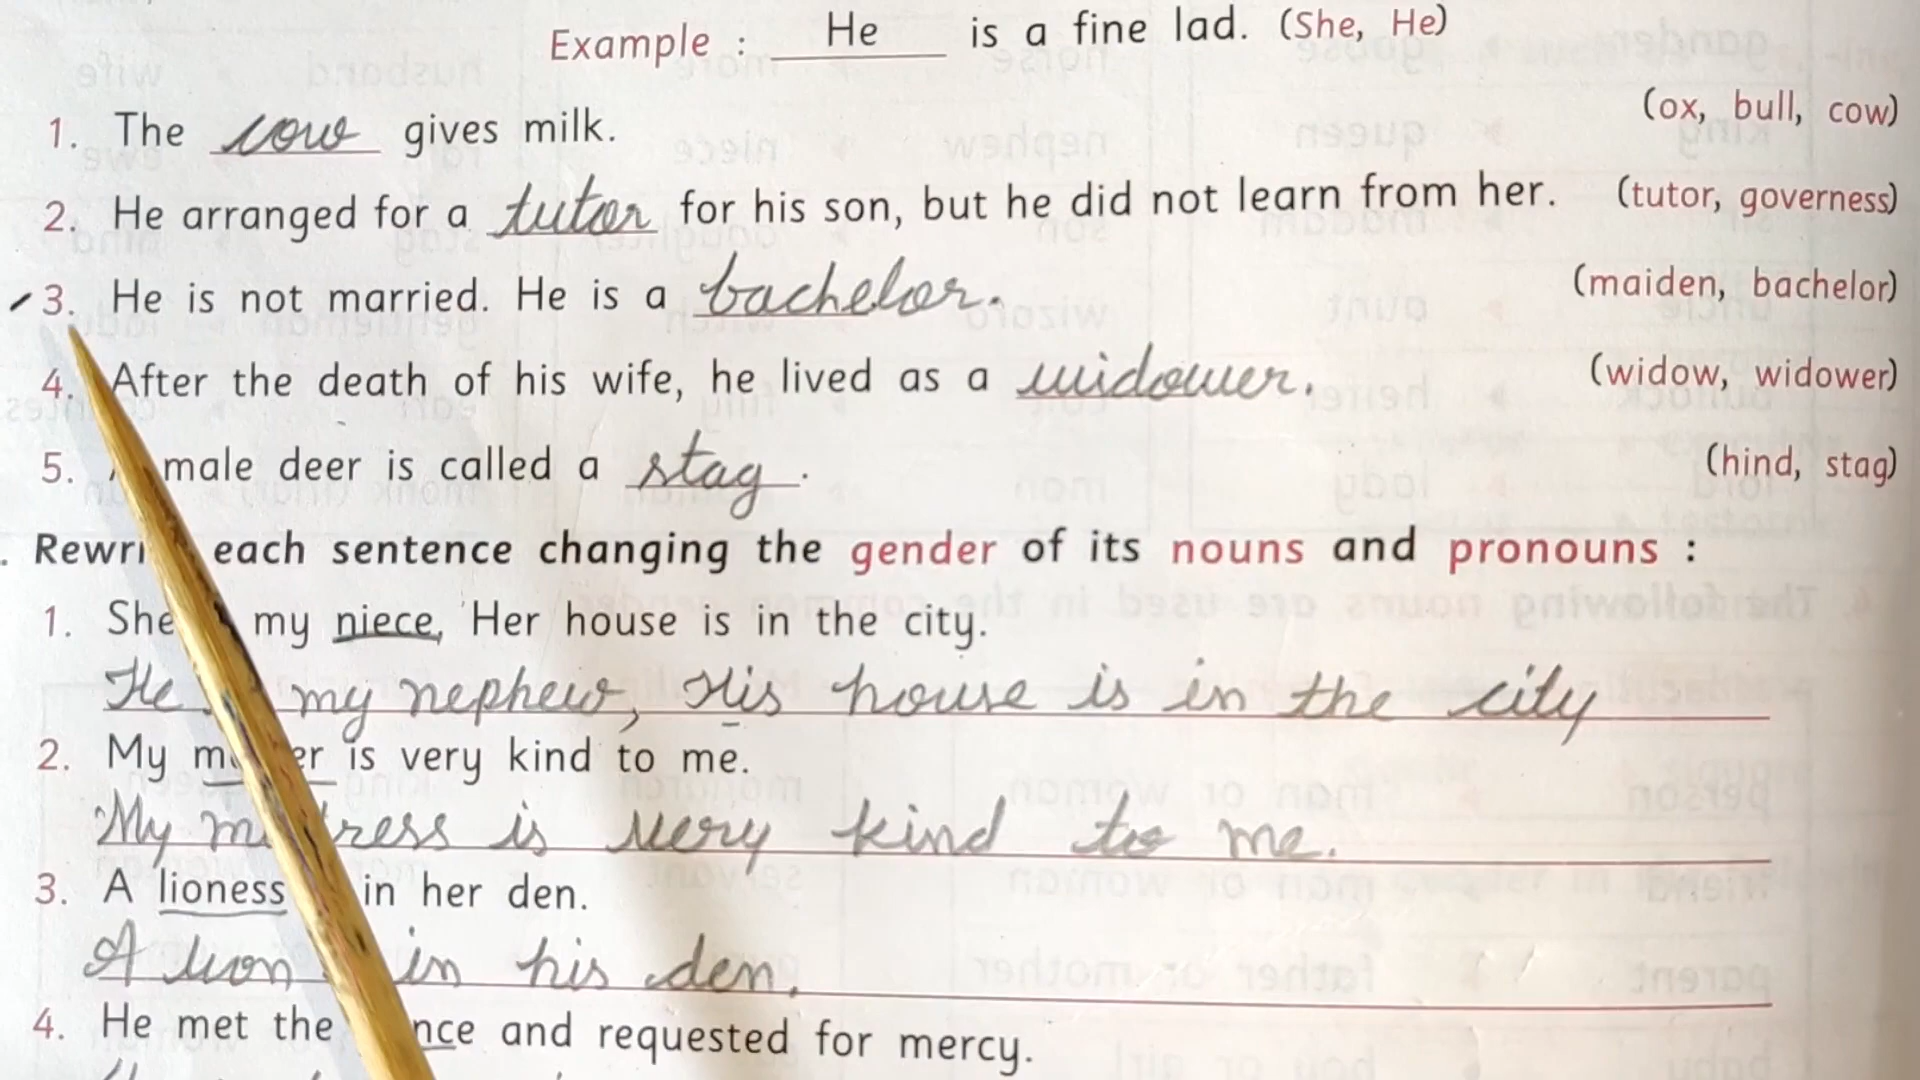 Example : He is a fine lad. (She, He)
1. The cow gives milk. (ox, bull, cow)
2. He arranged for a tutor for his son, but he did not learn from her. (tutor, governess)
3. He is not married. He is a bachelor. (maiden, bachelor)
4. After the death of his wife, he lived as a widower. (widow, widower)
5. male deer is called a stag. (hind, stag)
. each sentence changing the gender of its nouns and pronouns :
1. She my niece, Her house is in the city.
He my nephew, His house is in the city
2. My is very kind to me.
My is very kind to me.
3. A lioness in her den.
A lion in his den.
4. He met the and requested for mercy.